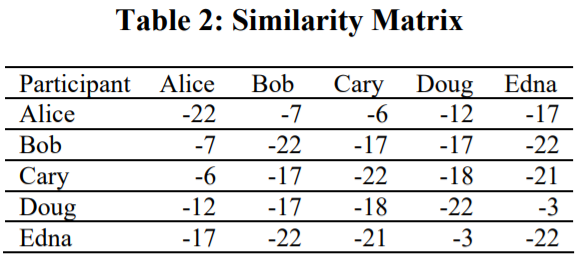 Table 2: Similarity Matrix
Participant Alice Bob Cary Doug Edna
Alice -22 -7 -6 -12 -17
Bob -7 -22 -17 -17 -22
Cary -6 -17 -22 -18 -21
Doug -12 -17 -18 -22 -3
Edna -17 -22 -21 -3 -22